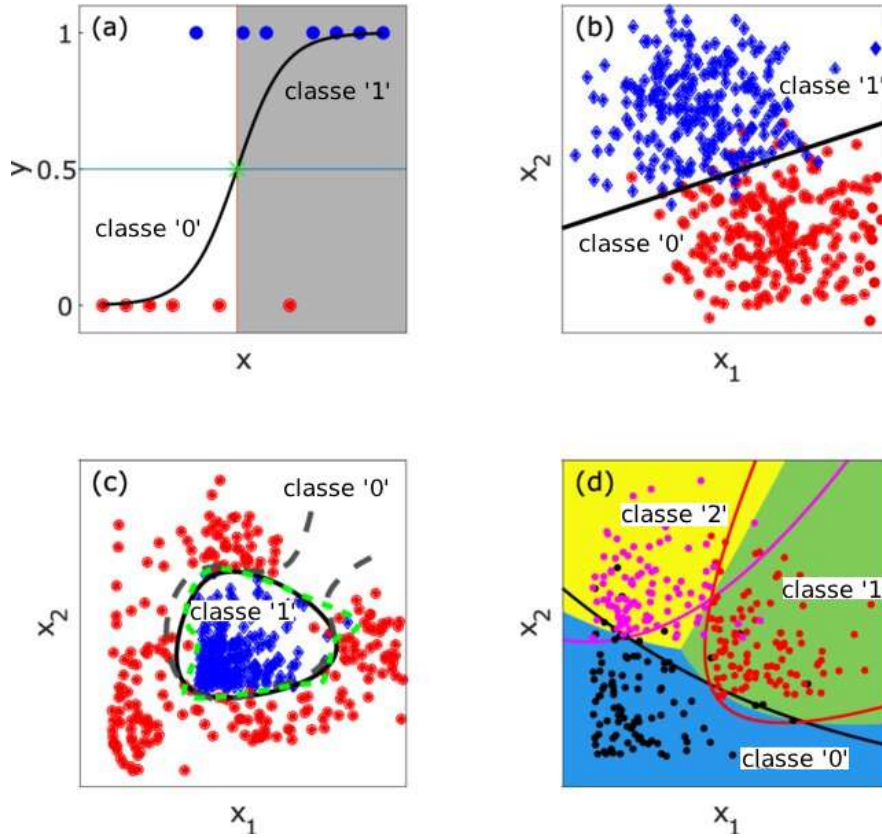 (a)
1
classe '1'
0.5
y
classe '0'
0
x
(b)
classe '1'
x2
classe '0'
x1
(c)
classe '0'
classe '1'
x2
x1
(d)
classe '2'
classe '1
x2
classe '0'
x1